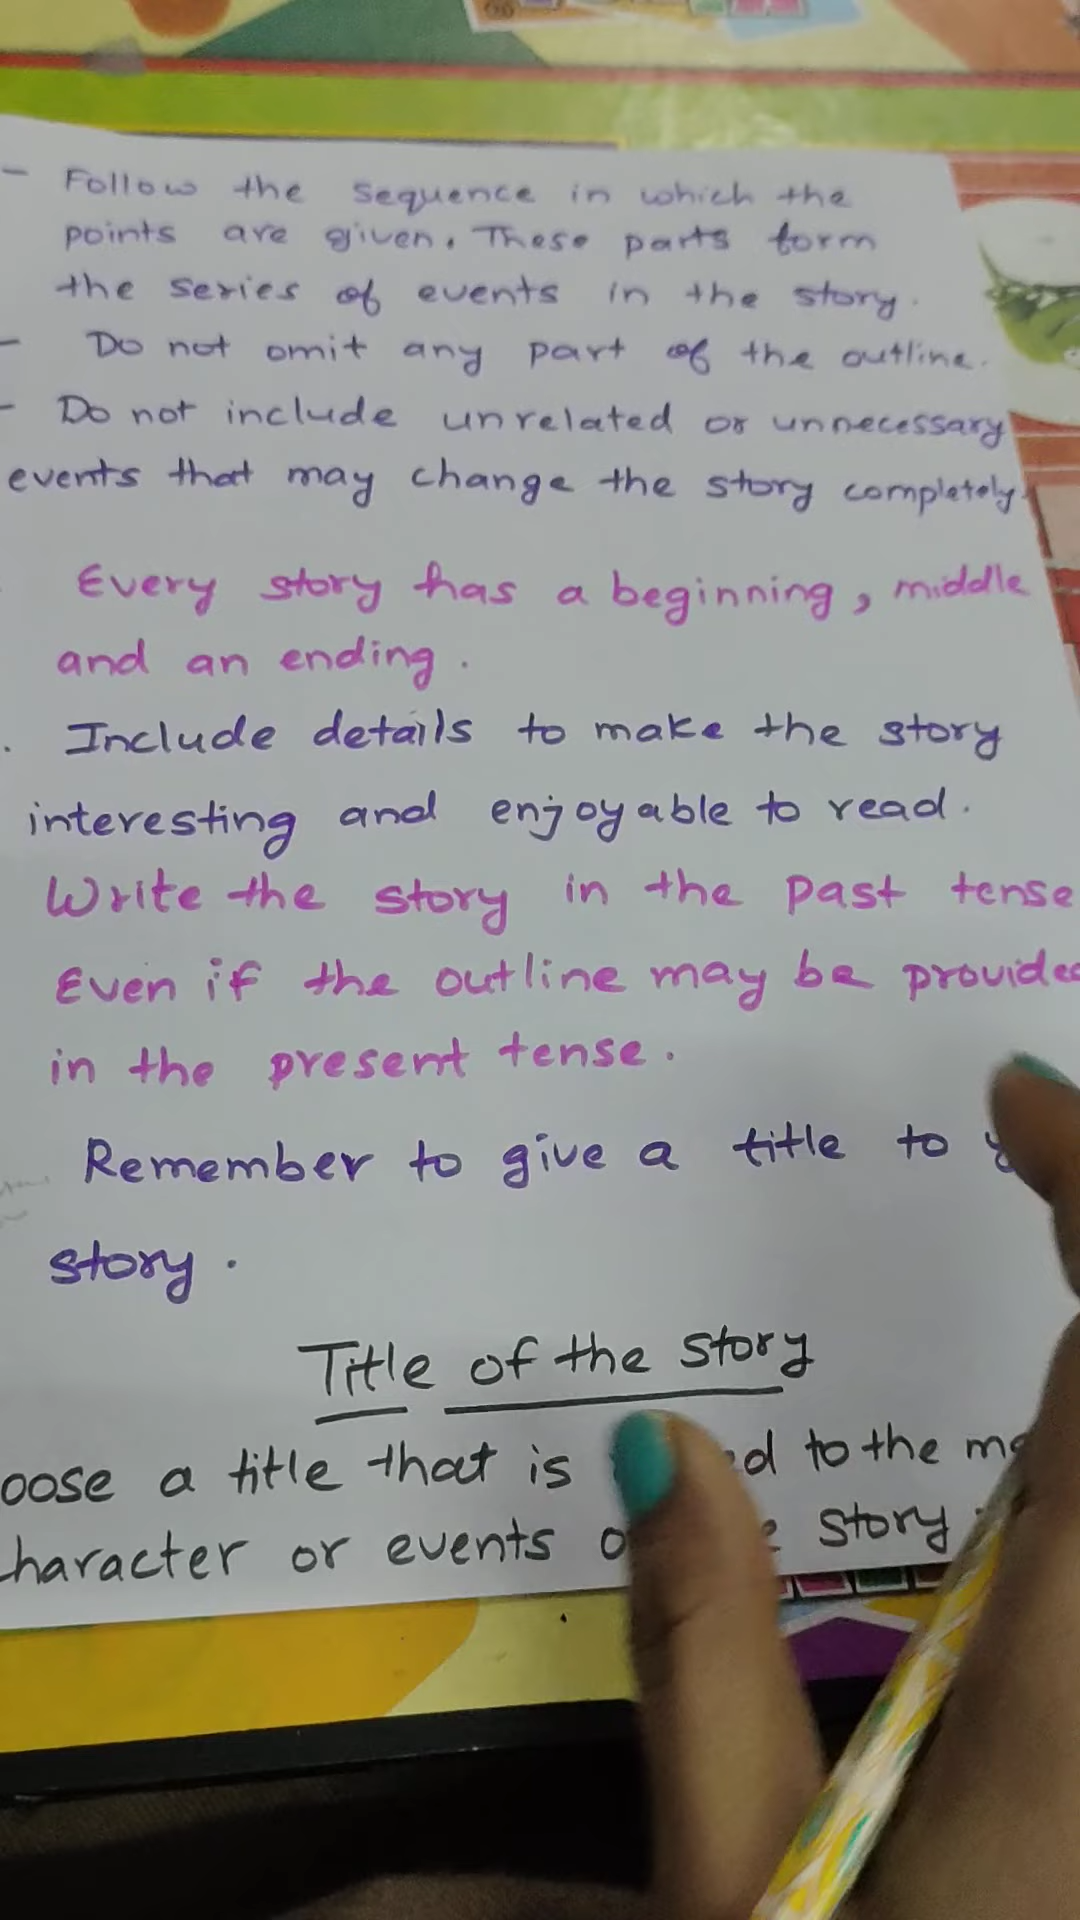 - Follow the sequence in which the
points are given. These parts form
the series of events in the story.
- Do not omit any part of the outline.
- Do not include unrelated or unnecessary
events that may change the story completely.
Every story has a beginning, middle
and an ending.
. Include details to make the story
interesting and enjoyable to read.
Write the story in the past tense
Even if the outline may be provided
in the present tense.
Remember to give a title to
story.
Title of the story
oose a title that is to the
haracter or events story